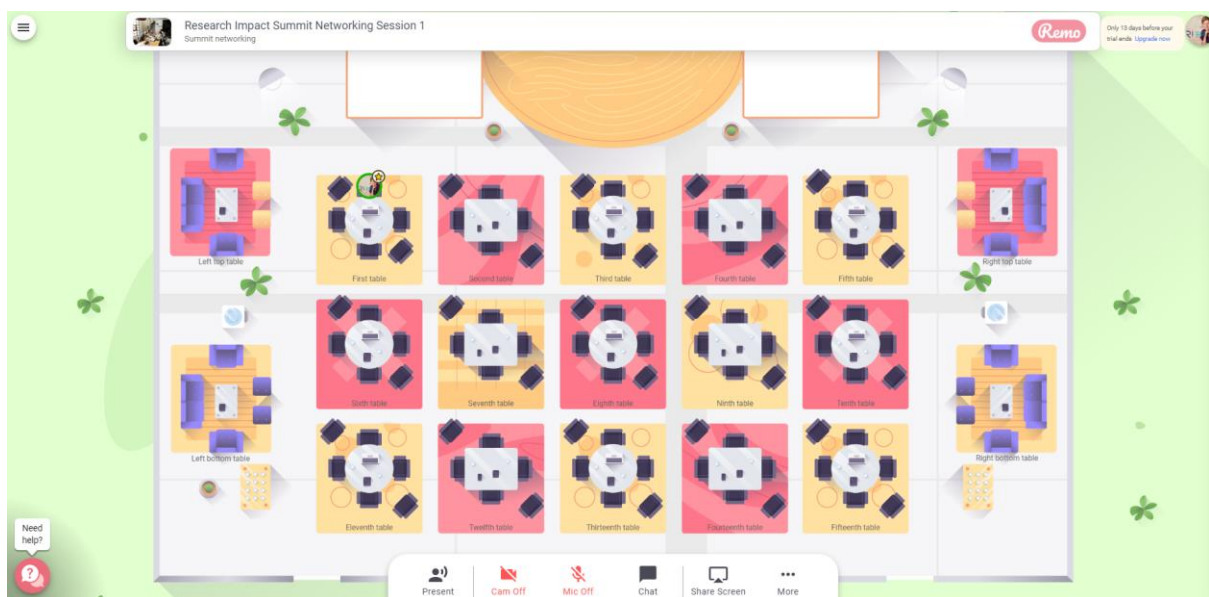 Research Impact Summit Networking Session 1
Summit networking
Remo
Only 13 days before your
trial ends Upgrade now
Left top table
First table
Second table
Third table
Fourth table
Fifth table
Right top table
Sixth table
Seventh table
Eighth table
Ninth table
Tenth table
Left bottom table
Right bottom table
Eleventh table
Twelfth table
Thirteenth table
Fourteenth table
Fifteenth table
Need
help?
Present
Cam Off
Mic Off
Chat
Share Screen
More